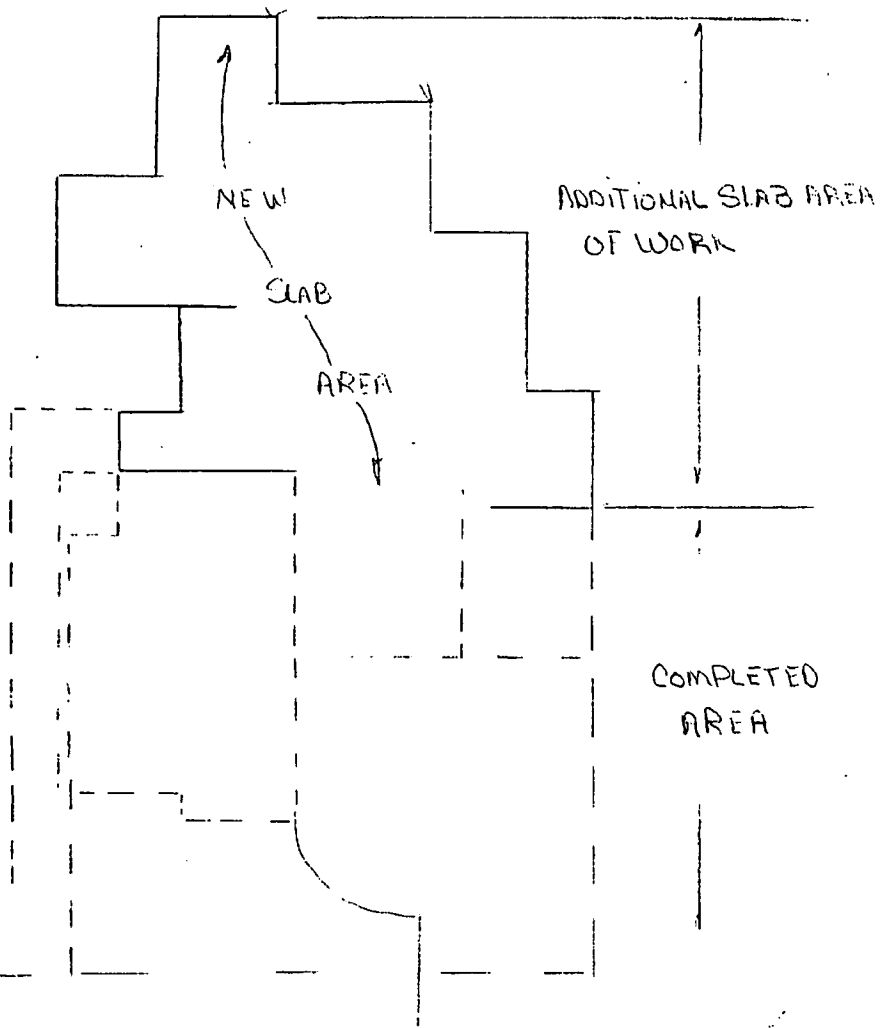 NEW
SLAB
AREA
ADDITIONAL SLAB AREA
OF WORK
COMPLETED
AREA